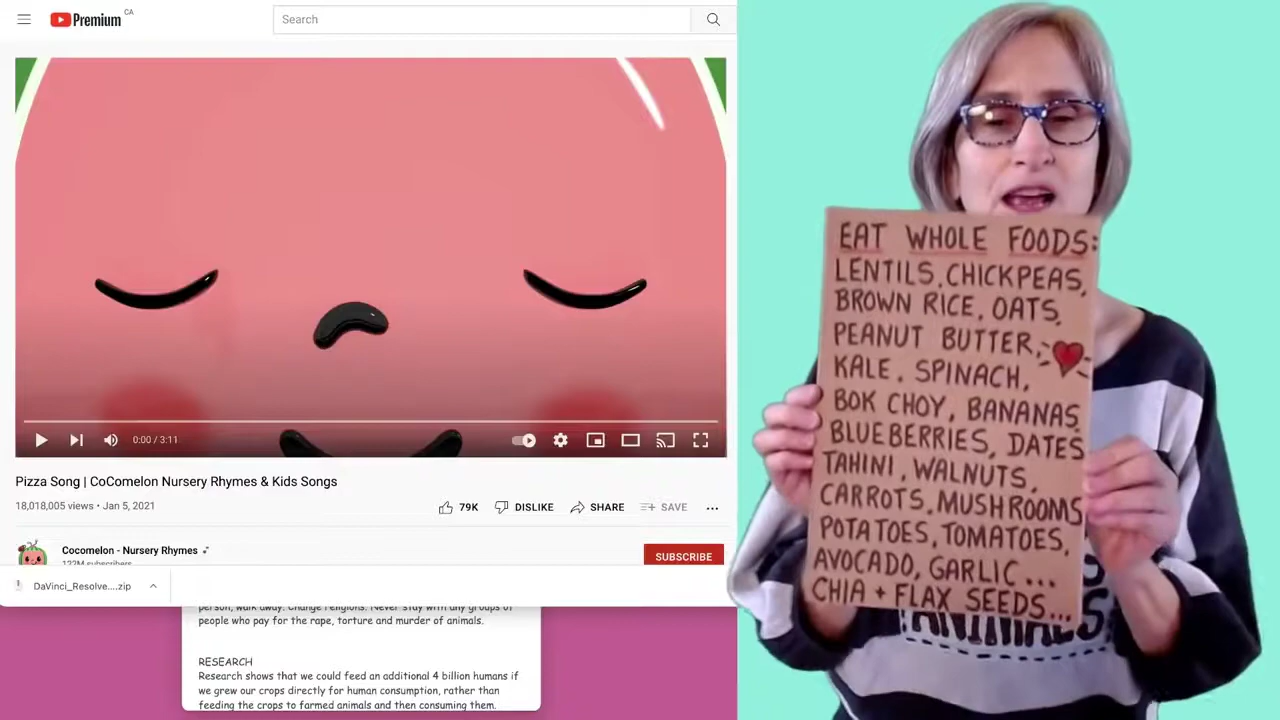 Premium CA
Search
0:00 / 3:11
Pizza Song | CoComelon Nursery Rhymes & Kids Songs
18,018,005 views • Jan 5, 2021
79K DISLIKE SHARE SAVE ...
Cocomelon - Nursery Rhymes
122M subscribers
SUBSCRIBE
DaVinci_Resolve....zip
person, walk away. Change religions. Never stay with any groups of
people who pay for the rape, torture and murder of animals.
RESEARCH
Research shows that we could feed an additional 4 billion humans if
we grew our crops directly for human consumption, rather than
feeding the crops to farmed animals and then consuming them.
EAT WHOLE FOODS:
LENTILS, CHICKPEAS,
BROWN RICE, OATS,
PEANUT BUTTER,
KALE, SPINACH,
BOK CHOY, BANANAS
BLUEBERRIES, DATES
TAHINI, WALNUTS,
CARROTS, MUSHROOMS
POTATOES, TOMATOES,
AVOCADO, GARLIC...
CHIA + FLAX SEEDS...
ANIMALS